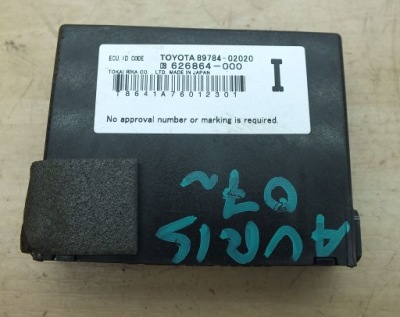 ECU, ID CODE TOYOTA 89784-02020
626864-000
TOKAI RIKA CO., LTD. MADE IN JAPAN
T8641A76012301
I
No approval number or marking is required.
AURIS
07~